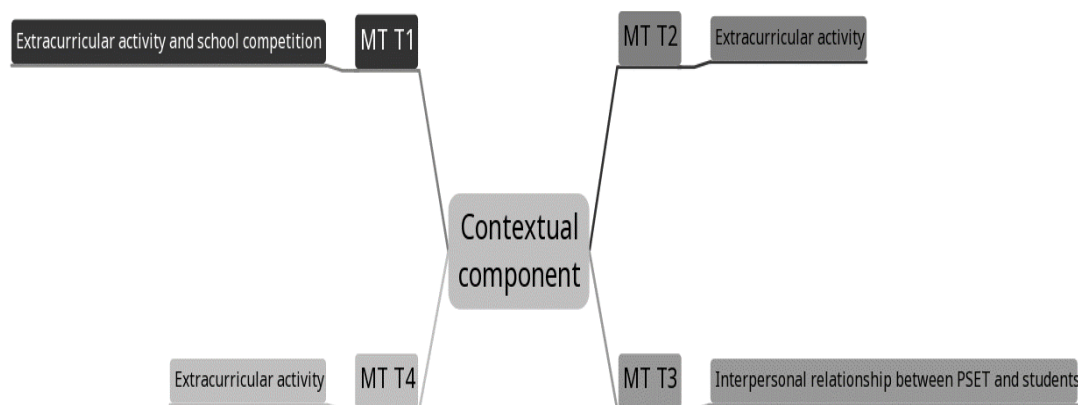 Extracurricular activity and school competition
MT T1
MT T2
Extracurricular activity
Contextual
component
Extracurricular activity
MT T4
MT T3
Interpersonal relationship between PSET and students